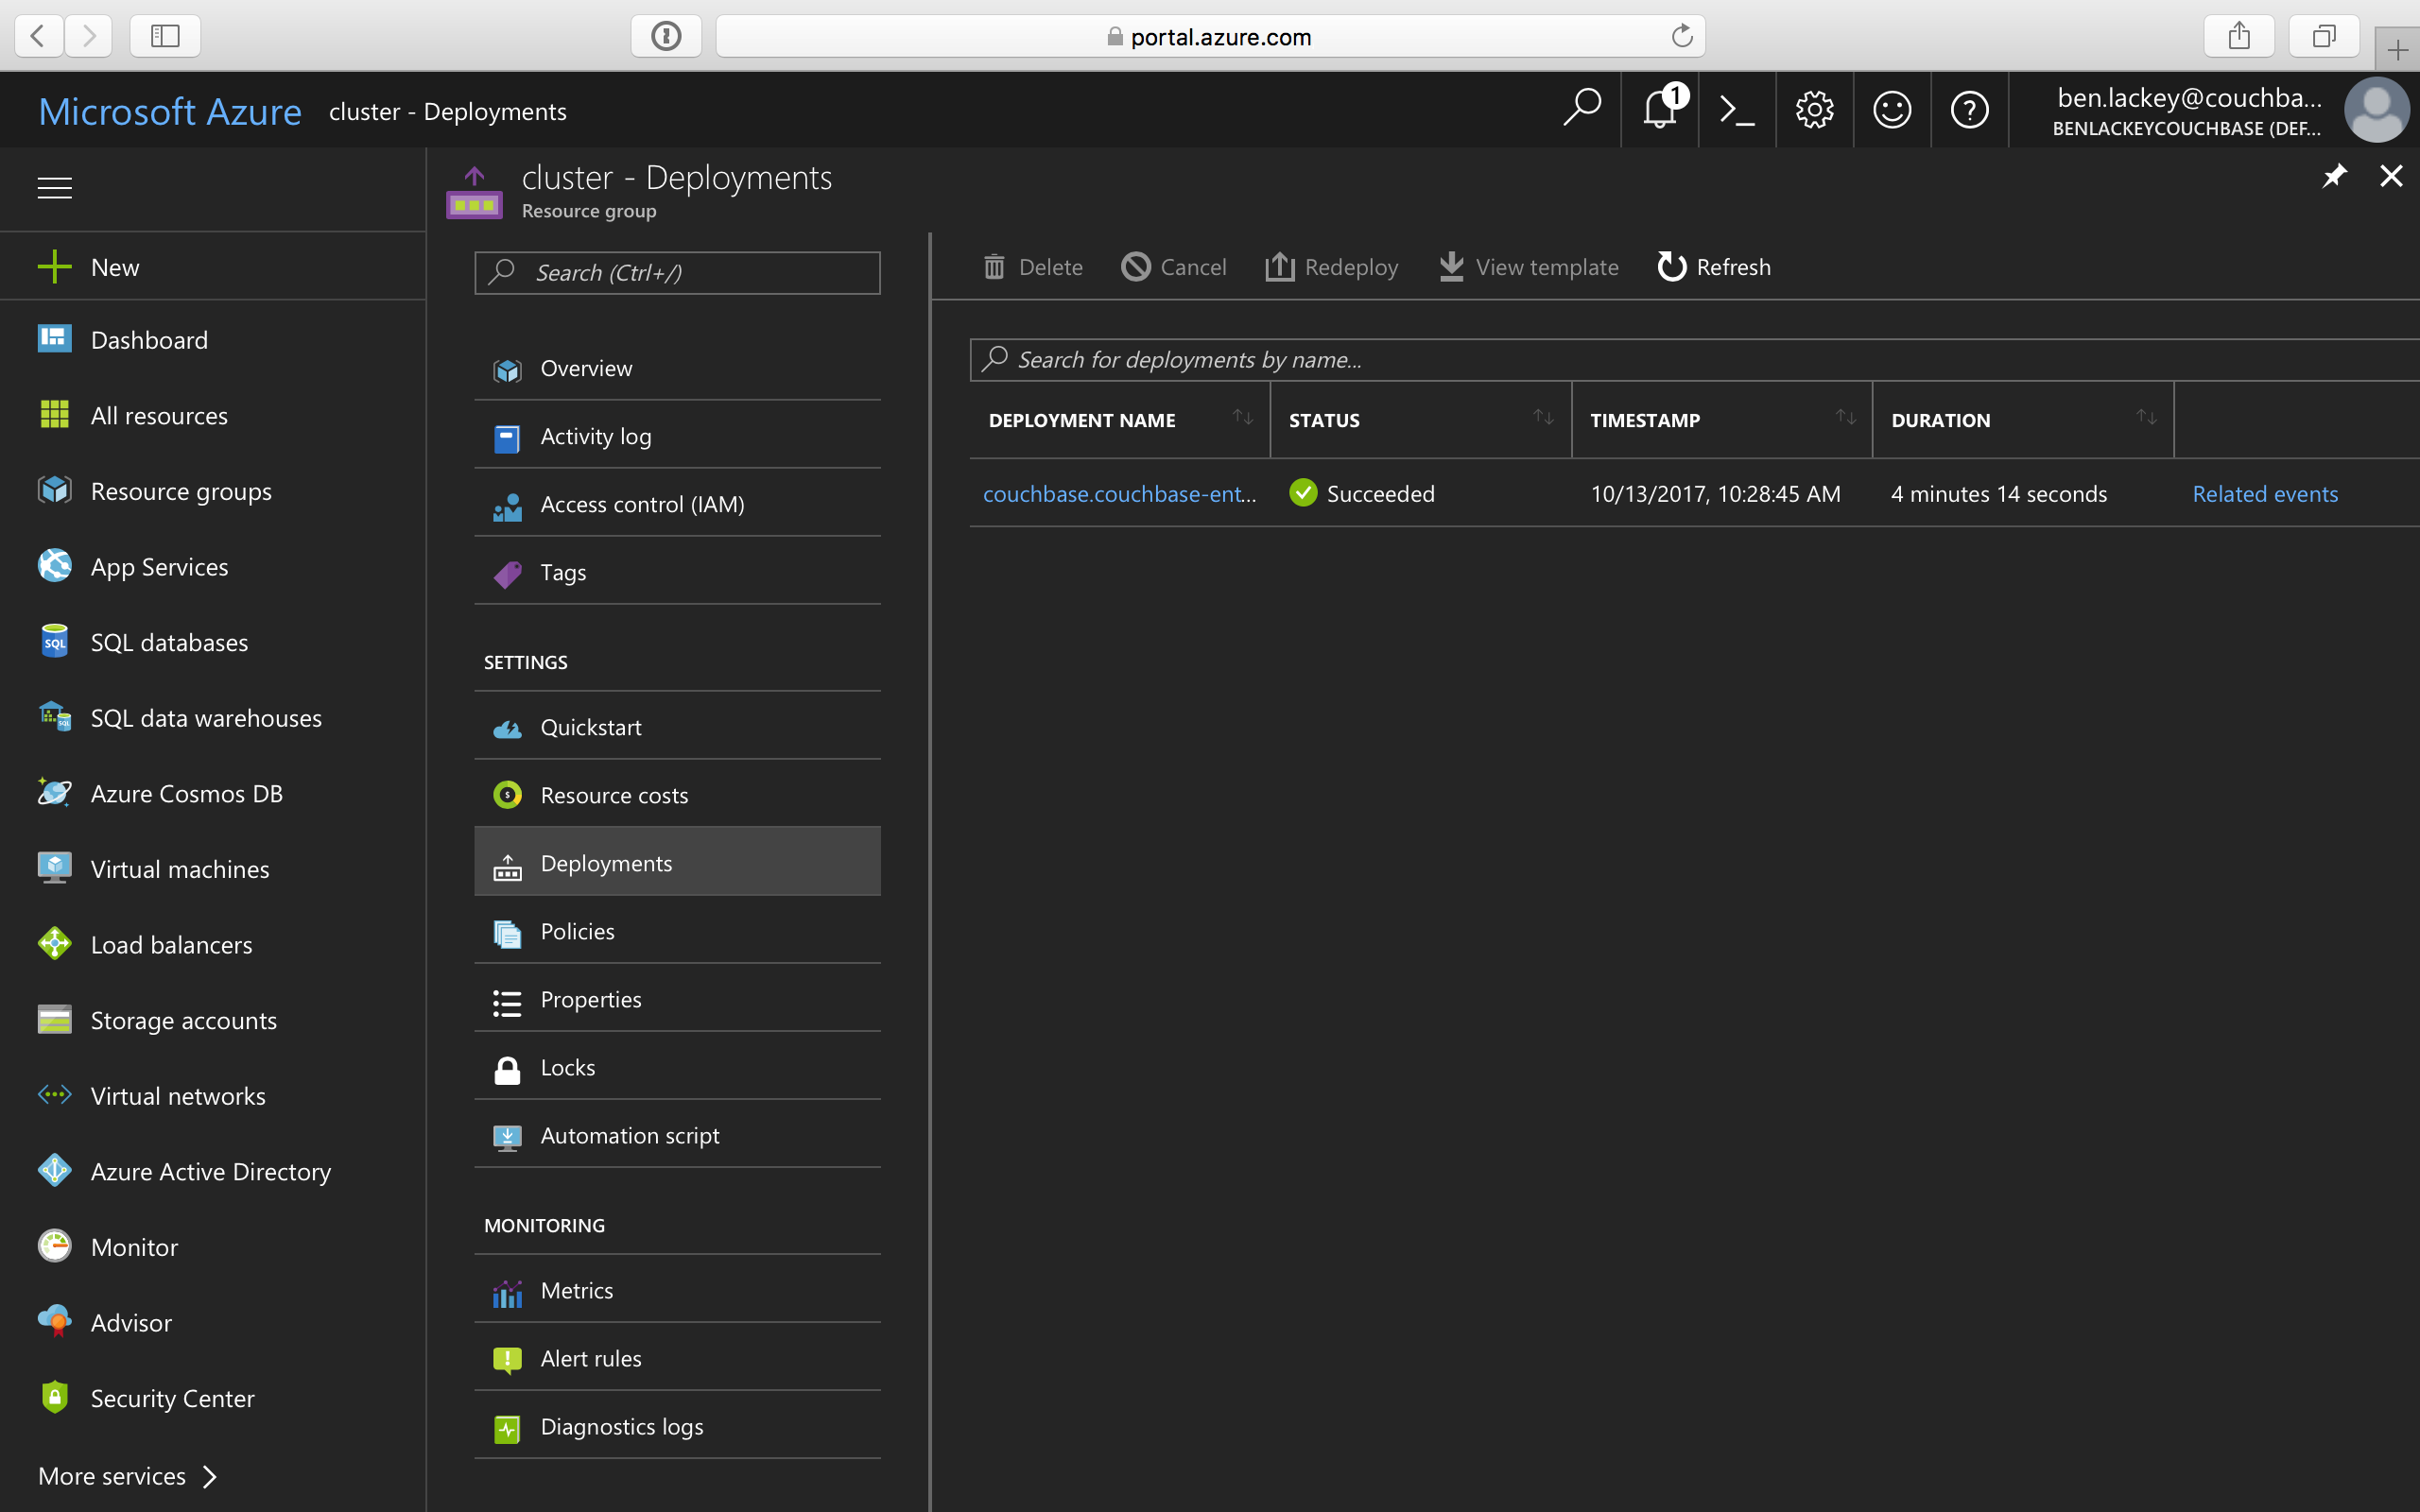 portal.azure.com
Microsoft Azure cluster - Deployments
1
ben.lackey@couchba...
BENLACKEYCOUCHBASE (DEF...
cluster - Deployments
Resource group
New
Dashboard
All resources
Resource groups
App Services
SQL databases
SQL data warehouses
Azure Cosmos DB
Virtual machines
Load balancers
Storage accounts
Virtual networks
Azure Active Directory
Monitor
Advisor
Security Center
More services
Search (Ctrl+/)
Overview
Activity log
Access control (IAM)
Tags
SETTINGS
Quickstart
Resource costs
Deployments
Policies
Properties
Locks
Automation script
MONITORING
Metrics
Alert rules
Diagnostics logs
Delete Cancel Redeploy View template Refresh
Search for deployments by name...
DEPLOYMENT NAME STATUS TIMESTAMP DURATION
couchbase.couchbase-ent... Succeeded 10/13/2017, 10:28:45 AM 4 minutes 14 seconds Related events